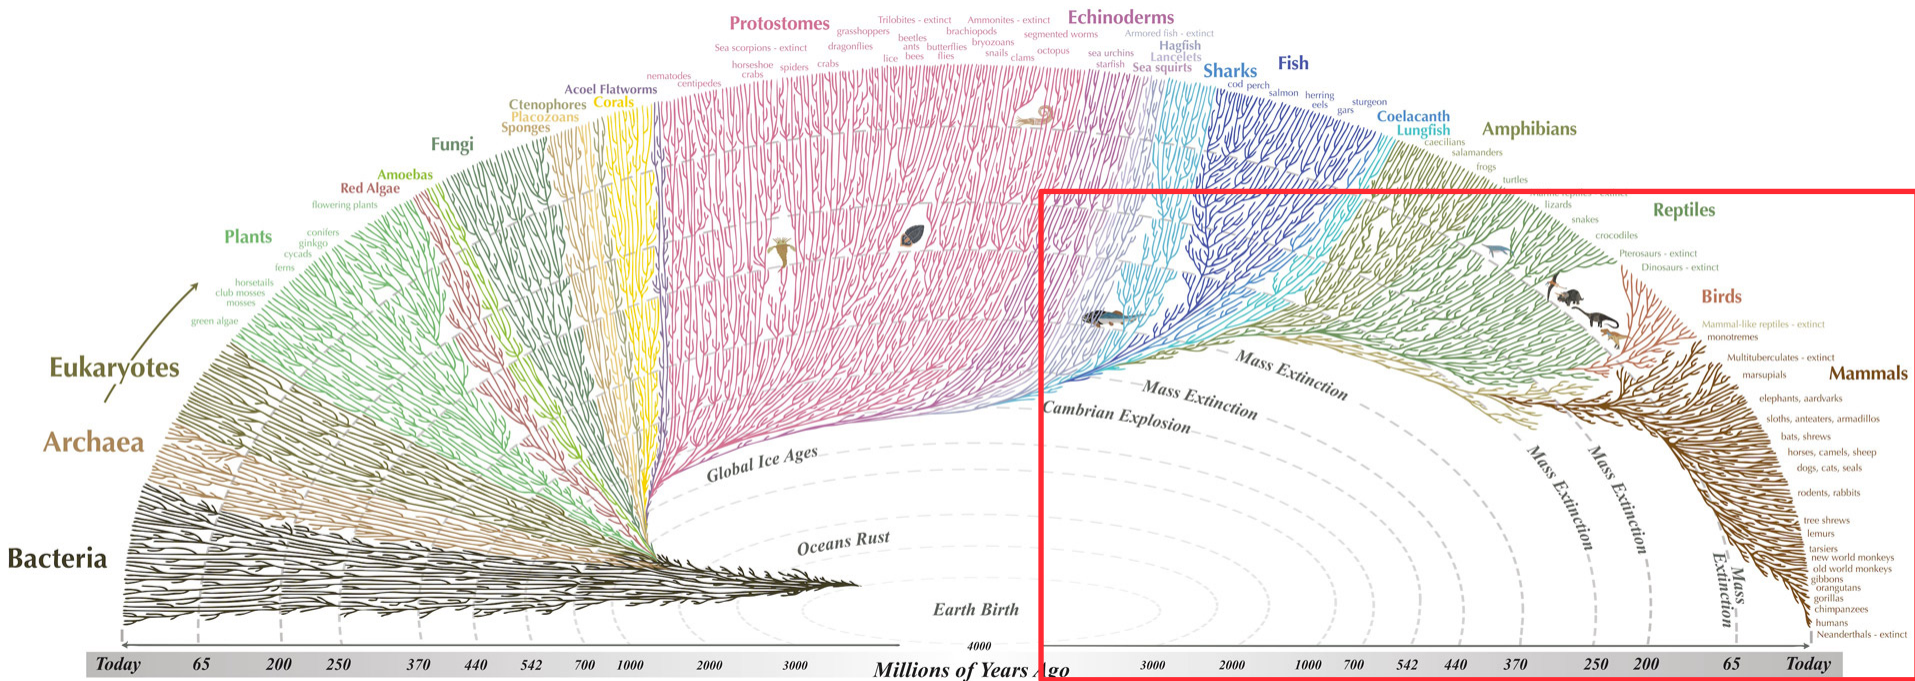 Protostomes
Echinoderms
Trilobites - extinct
Ammonites - extinct
grasshoppers
brachiopods
segmented worms
Armored fish - extinct
Sea scorpions - extinct
dragonflies
beetles
ants
bees
butterflies
flies
bryozoans
snails
octopus
clams
lice
horseshoe
crabs
spiders
crabs
nematodes
centipedes
sea urchins
starfish
Hagfish
Lancelets
Sea squirts
Sharks
Fish
cod
perch
salmon
herring
eels
sturgeon
gars
Coelacanth
Lungfish
Amphibians
caecilians
salamanders
frogs
turtles
lizards
Reptiles
snakes
crocodiles
Pterosaurs - extinct
Dinosaurs - extinct
Birds
Mammal-like reptiles - extinct
monotremes
Multituberculates - extinct
marsupials
Mammals
elephants, aardvarks
sloths, anteaters, armadillos
bats, shrews
horses, camels, sheep
dogs, cats, seals
rodents, rabbits
tree shrews
lemurs
tarsiers
new world monkeys
old world monkeys
gibbons
orangutans
gorillas
chimpanzees
humans
Neanderthals - extinct
Acoel Flatworms
Ctenophores
Corals
Placozoans
Sponges
Fungi
Amoebas
Red Algae
flowering plants
Plants
conifers
ginkgo
cycads
ferns
horsetails
club mosses
mosses
green algae
Eukaryotes
Archaea
Bacteria
Mass Extinction
Mass Extinction
Cambrian Explosion
Global Ice Ages
Mass Extinction
Mass Extinction
Mass
Extinction
Oceans Rust
Earth Birth
4000
Today 65 200 250 370 440 542 700 1000 2000 3000 Millions of Years Ago 3000 2000 1000 700 542 440 370 250 200 65 Today